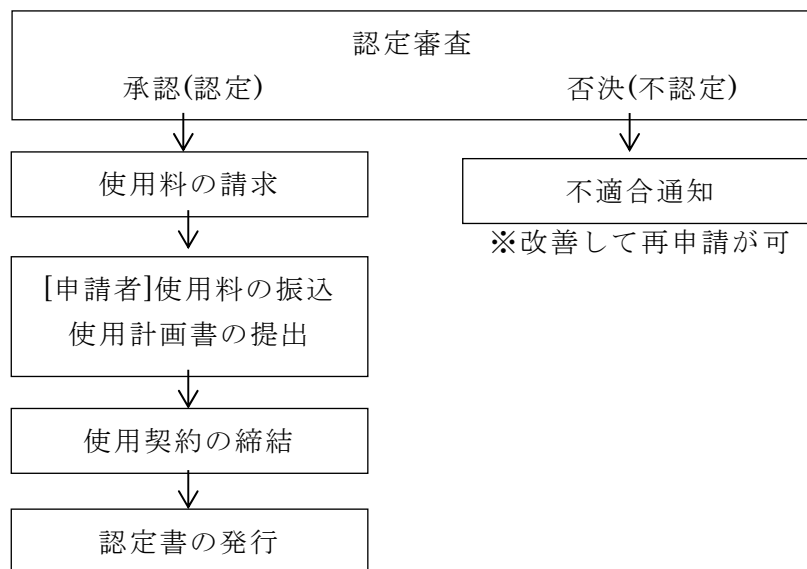 認定審査
承認(認定)
否決(不認定)
使用料の請求
不適合通知
※改善して再申請が可
[申請者]使用料の振込
使用計画書の提出
使用契約の締結
認定書の発行